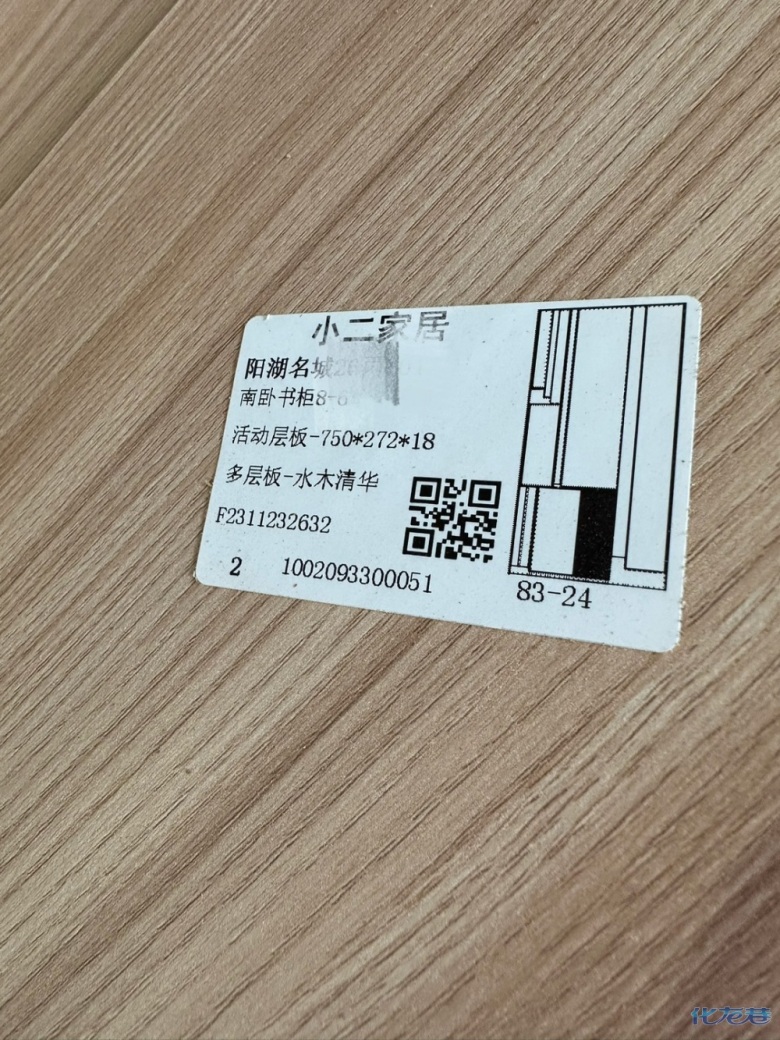 小二家居
阳湖名城
南卧书柜8-8
活动层板-750*272*18
多层板-水木清华
F2311232632
2 1002093300051
83-24
化龙巷